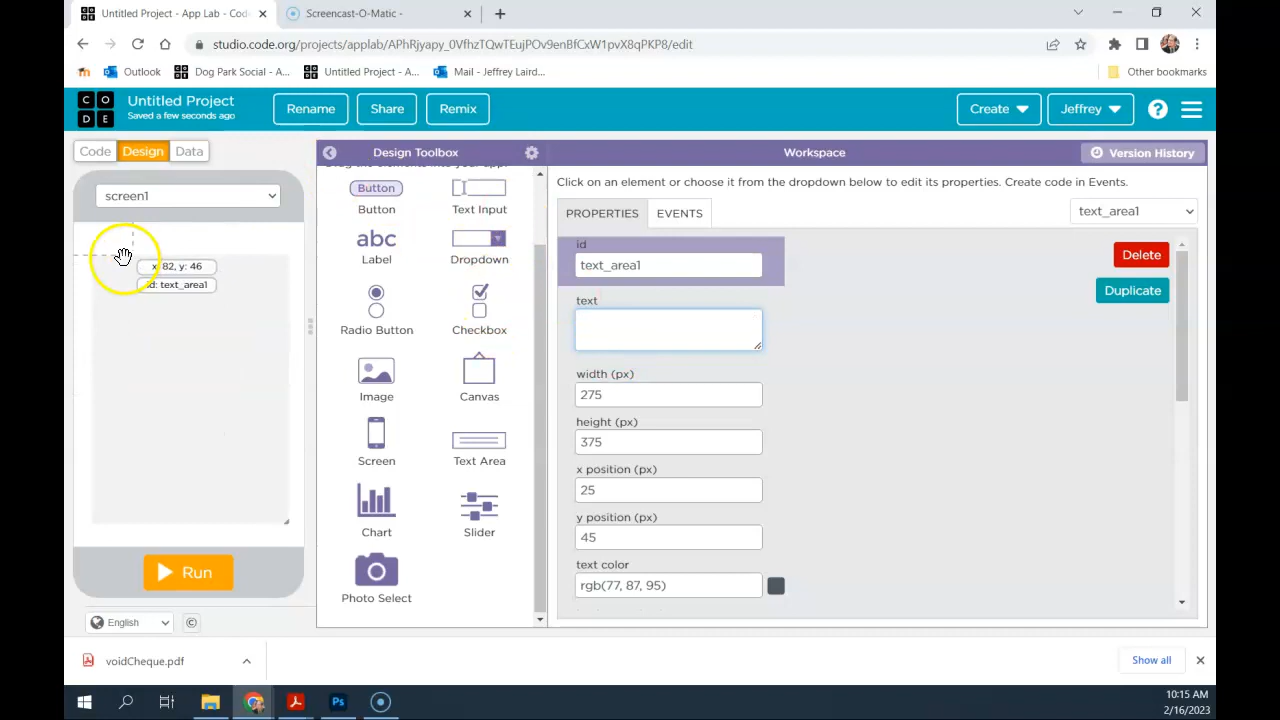 Untitled Project - App Lab - Cod
Screencast-O-Matic -
studio.code.org/projects/applab/APhRjyapy_0VfhzTQwTEujPOv9enBfCxW1pvX8qPKP8/edit
Outlook
Dog Park Social - A...
Untitled Project - A...
Mail - Jeffrey Laird...
Other bookmarks
C O
D E
Untitled Project
Saved a few seconds ago
Rename
Share
Remix
Create
Jeffrey
?
Code
Design
Data
Design Toolbox
Workspace
Version History
screen1
Button
Button
Text Input
abc
Label
Dropdown
Radio Button
Checkbox
Image
Canvas
Screen
Text Area
Chart
Slider
Photo Select
x: 82, y: 46
id: text_area1
Run
English
©
Click on an element or choose it from the dropdown below to edit its properties. Create code in Events.
PROPERTIES
EVENTS
text_area1
id
text_area1
Delete
Duplicate
text
width (px)
275
height (px)
375
x position (px)
25
y position (px)
45
text color
rgb(77, 87, 95)
voidCheque.pdf
Show all
Ps
10:15 AM
2/16/2023